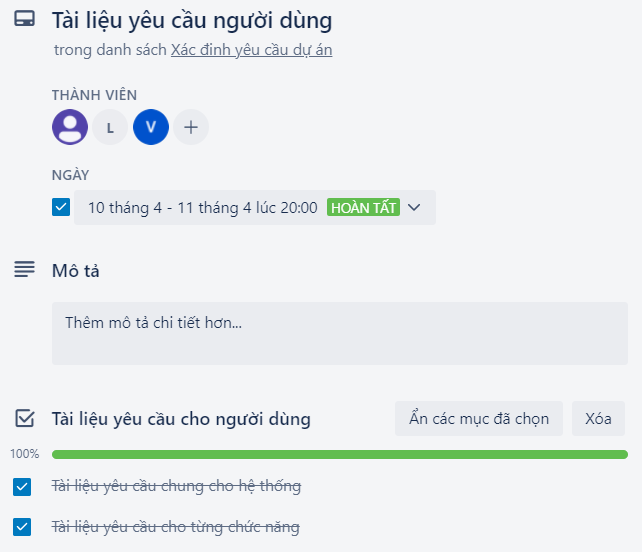 Tài liệu yêu cầu người dùng
trong danh sách Xác đinh yêu cầu dự án
THÀNH VIÊN
L V
NGÀY
10 tháng 4 - 11 tháng 4 lúc 20:00 HOÀN TẤT
Mô tả
Thêm mô tả chi tiết hơn...
Tài liệu yêu cầu cho người dùng Ẩn các mục đã chọn Xóa
100%
Tài liệu yêu cầu chung cho hệ thống
Tài liệu yêu cầu cho từng chức năng